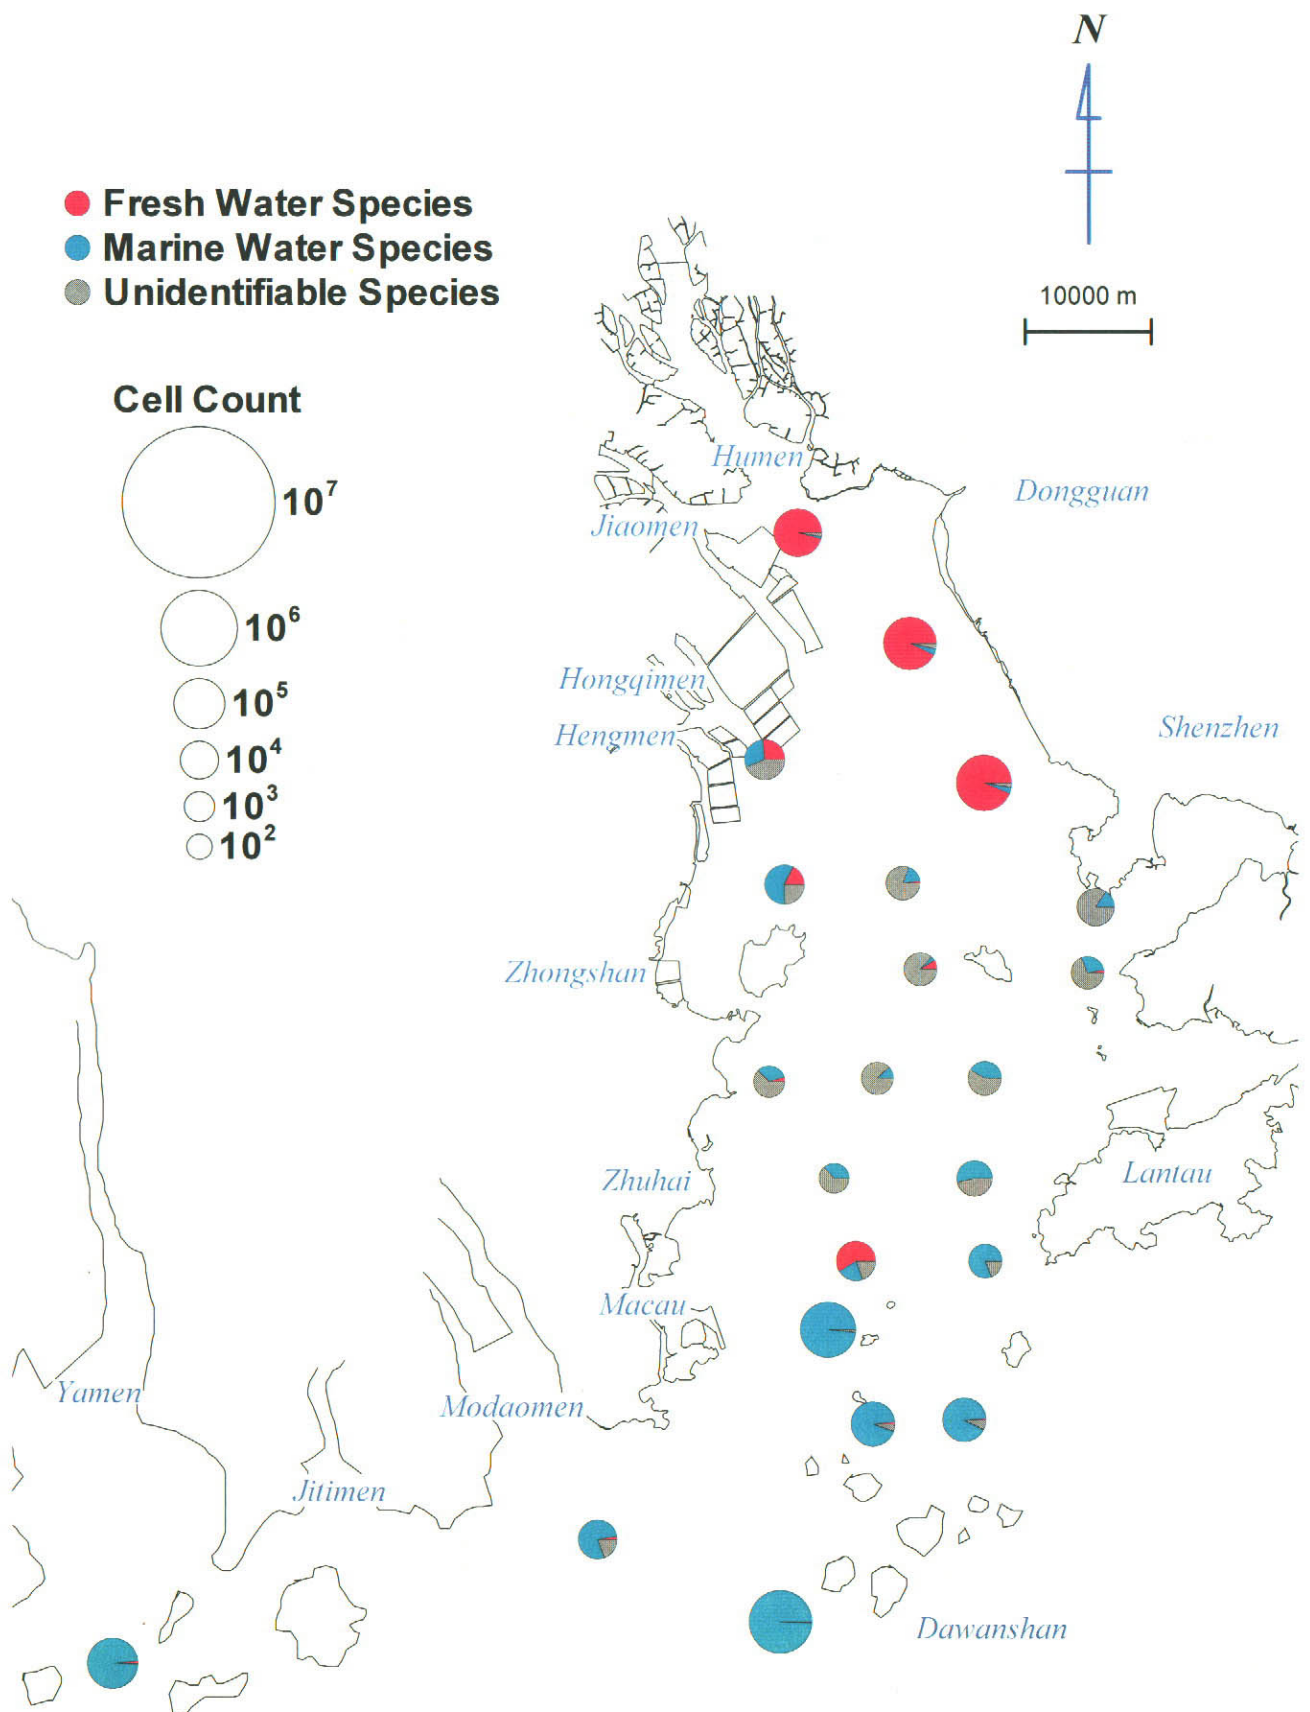 N
Fresh Water Species
Marine Water Species
Unidentifiable Species
10000 m
Cell Count
10⁷
10⁶
10⁵
10⁴
10³
10²
Humen
Dongguan
Jiaomen
Hongqimen
Hengmen
Shenzhen
Zhongshan
Zhuhai
Lantau
Macau
Yamen
Modaomen
Jitimen
Dawanshan